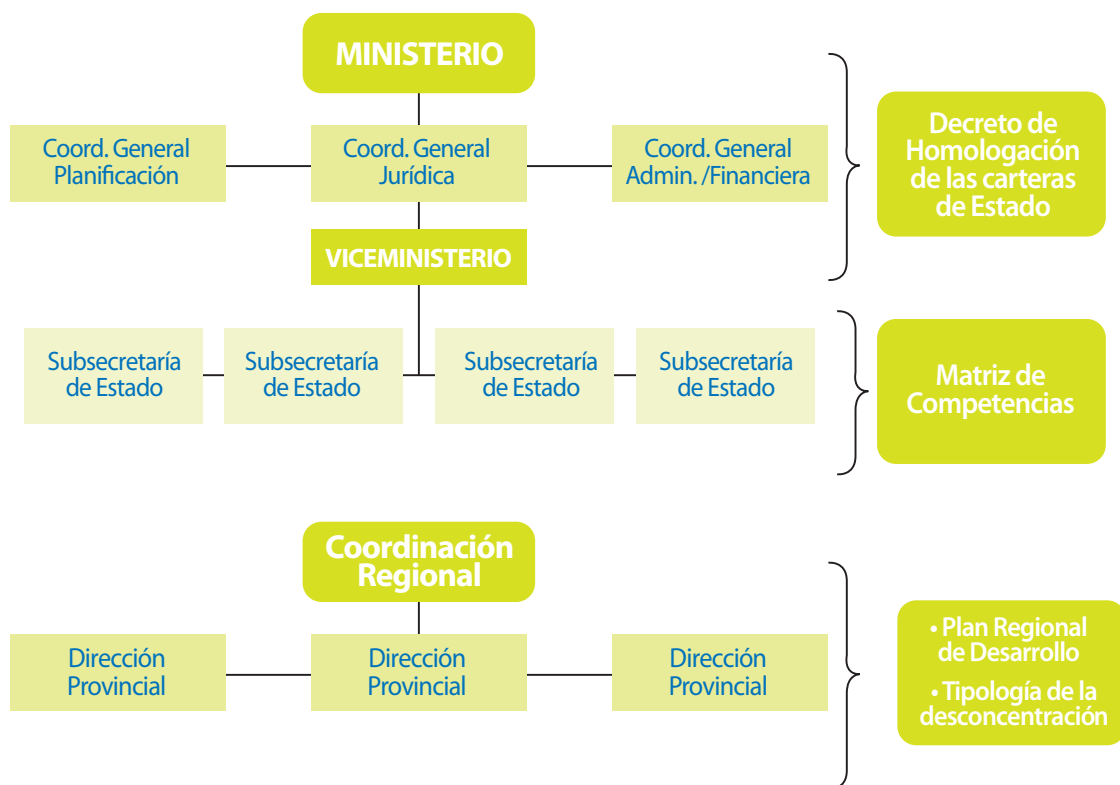 MINISTERIO
Coord. General
Planificación
Coord. General
Jurídica
Coord. General
Admin. /Financiera
Decreto de
Homologación
de las carteras
de Estado
VICEMINISTERIO
Subsecretaría
de Estado
Subsecretaría
de Estado
Subsecretaría
de Estado
Subsecretaría
de Estado
Matriz de
Competencias
Coordinación
Regional
Dirección
Provincial
Dirección
Provincial
Dirección
Provincial
• Plan Regional
de Desarrollo
• Tipología de la
desconcentración